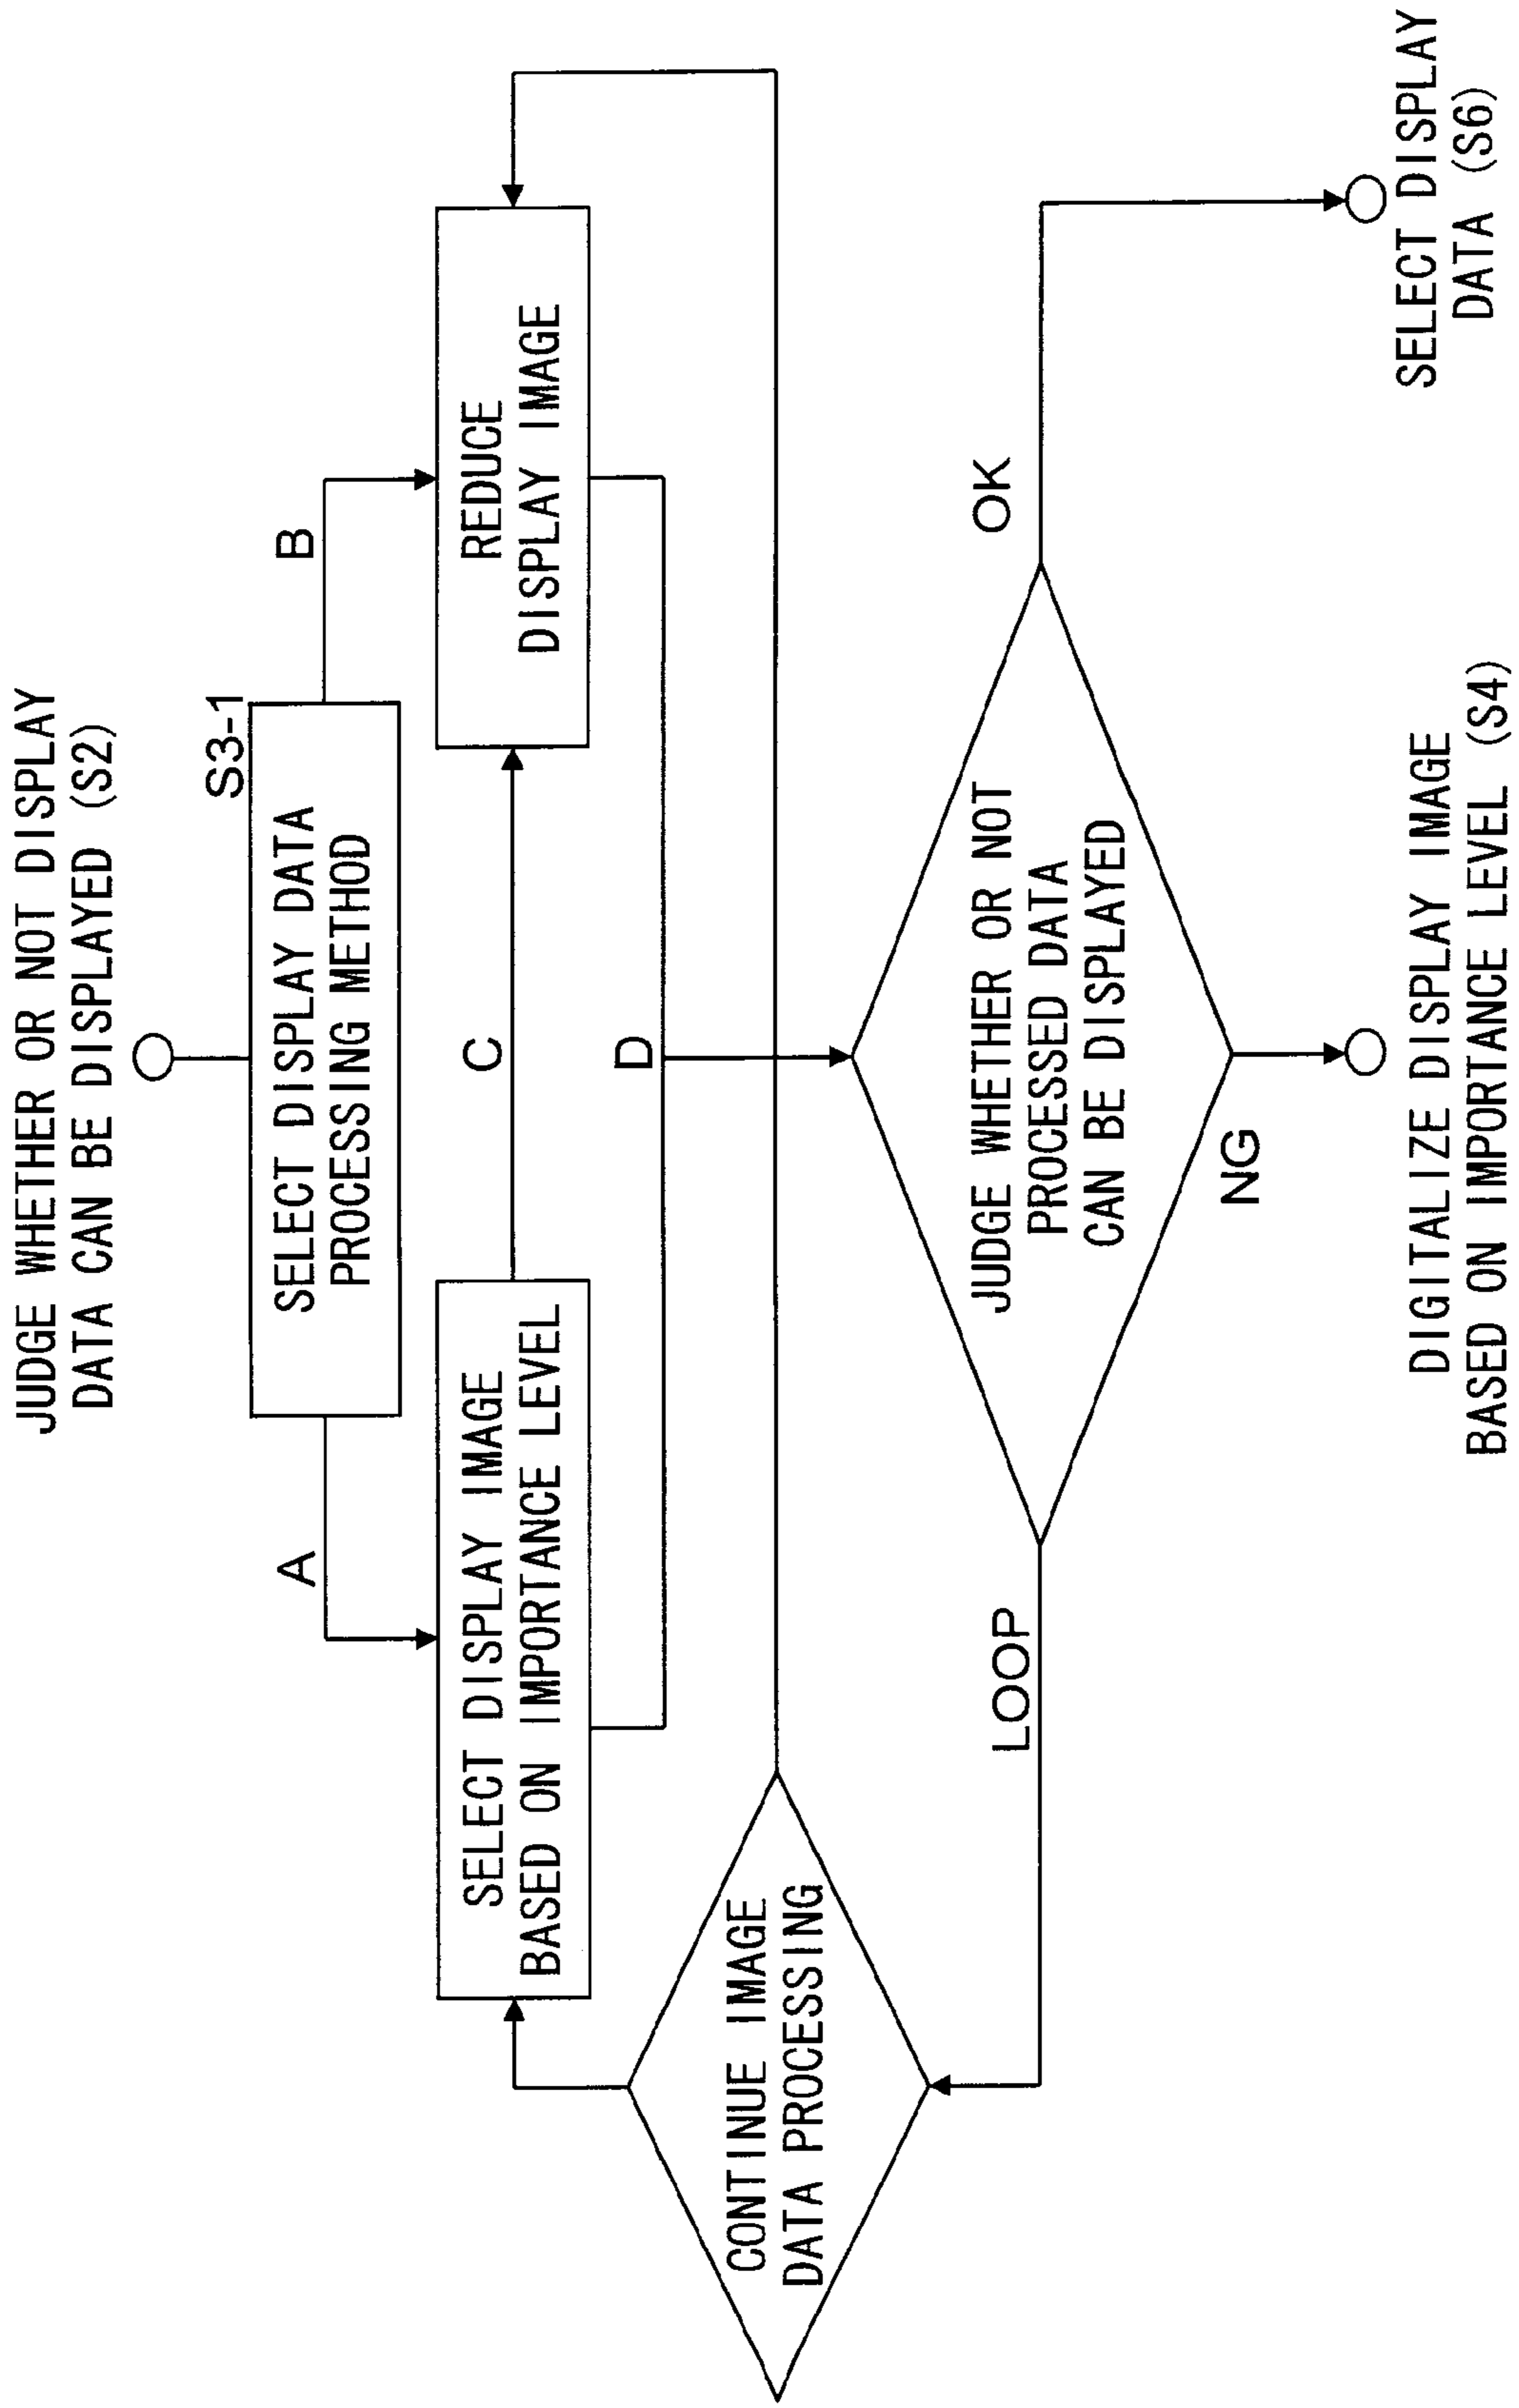 JUDGE WHETHER OR NOT DISPLAY
DATA CAN BE DISPLAYED (S2)
S3-1
SELECT DISPLAY DATA
PROCESSING METHOD
A
B
SELECT DISPLAY IMAGE
BASED ON IMPORTANCE LEVEL
C
REDUCE
DISPLAY IMAGE
D
CONTINUE IMAGE
DATA PROCESSING
LOOP
JUDGE WHETHER OR NOT
PROCESSED DATA
CAN BE DISPLAYED
OK
NG
DIGITALIZE DISPLAY IMAGE
BASED ON IMPORTANCE LEVEL (S4)
SELECT DISPLAY
DATA (S6)